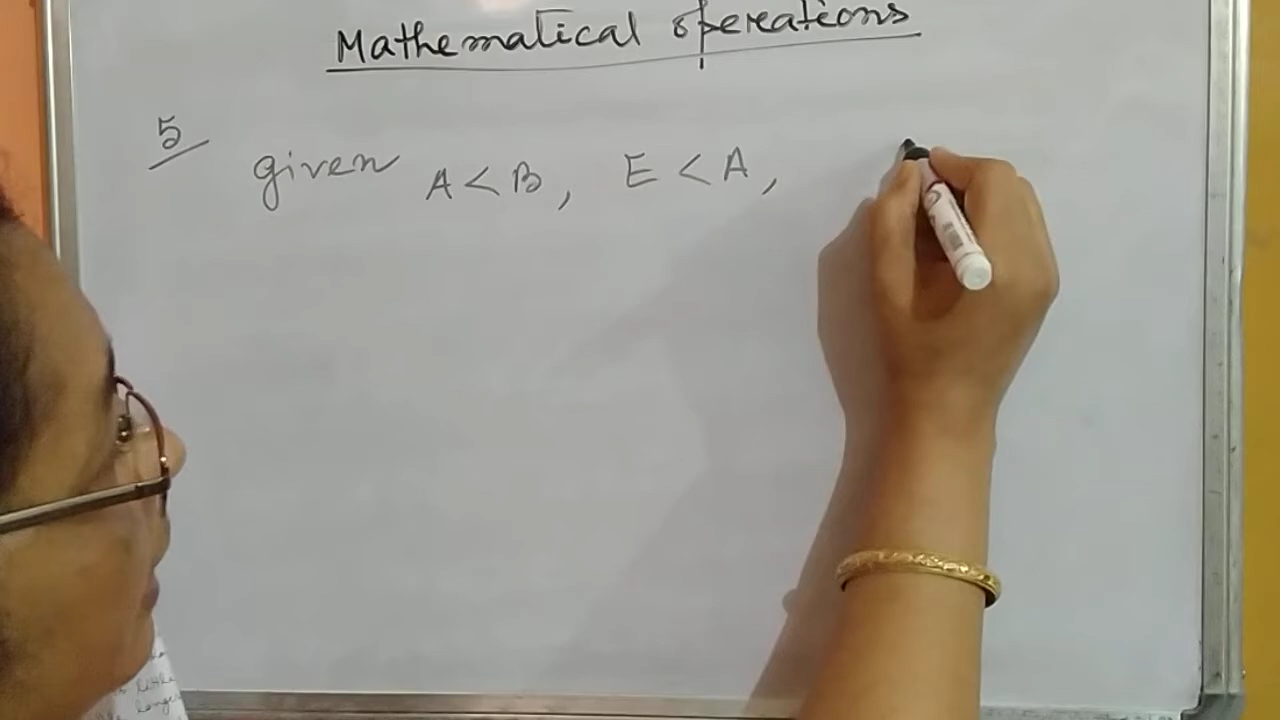 Mathematical operations
5 given A < B, E < A,